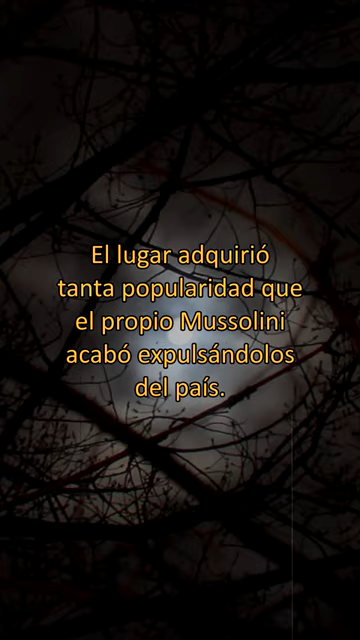 El lugar adquirió
tanta popularidad que
el propio Mussolini
acabó expulsándolos
del país.